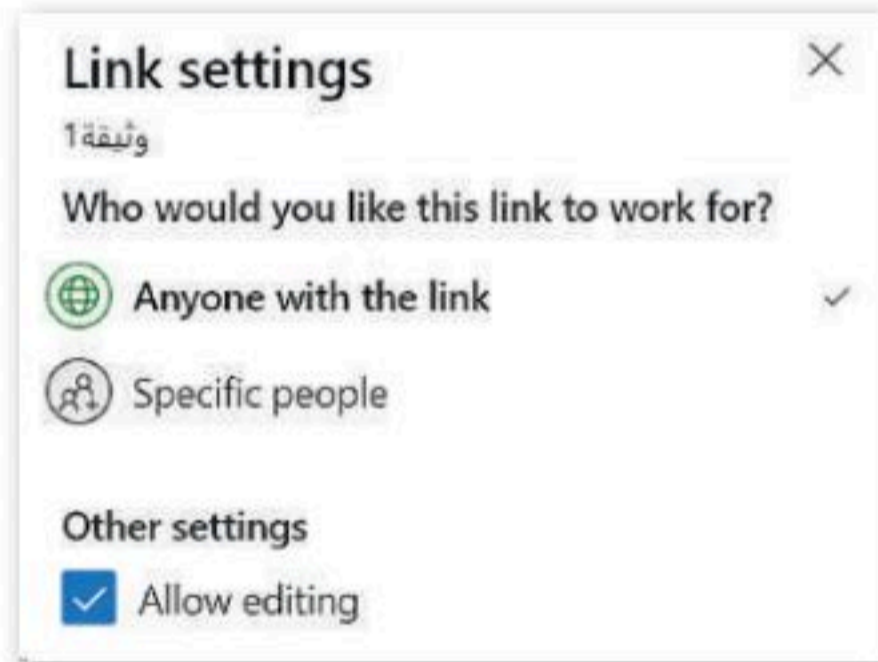 Link settings
وثيقة1
Who would you like this link to work for?
Anyone with the link
Specific people
Other settings
Allow editing